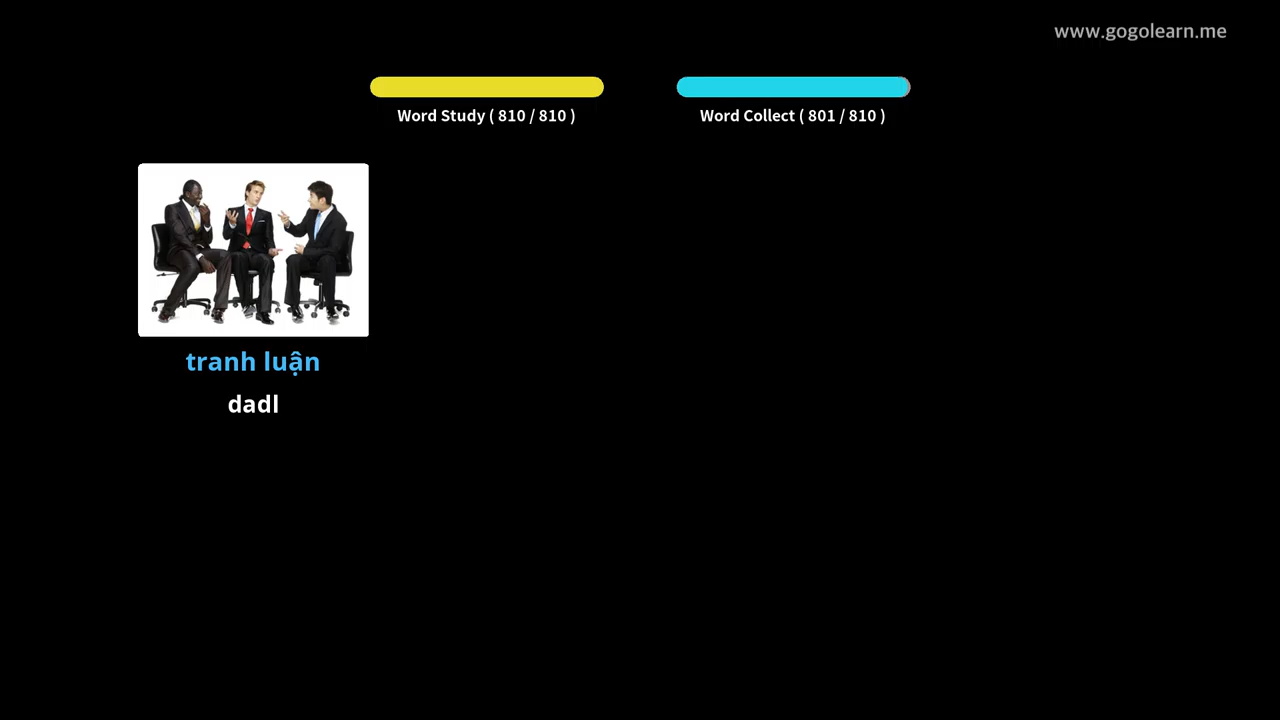 www.gogolearn.me
Word Study ( 810 / 810 )
Word Collect ( 801 / 810 )
tranh luận
dadl